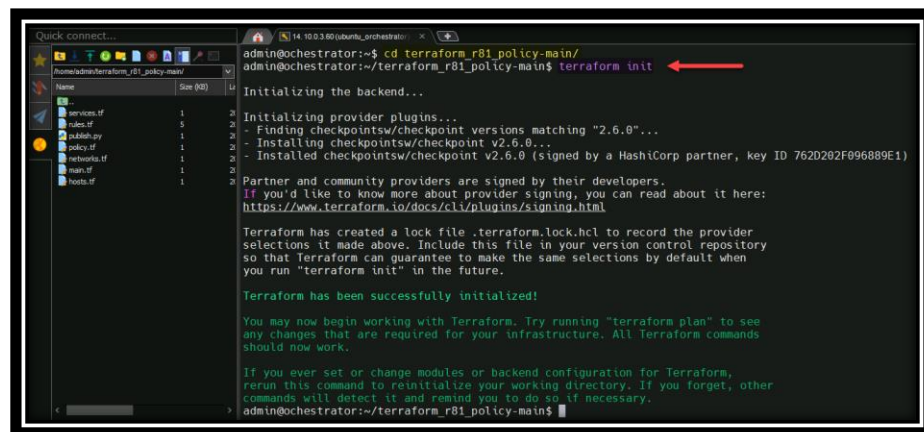 Quick connect...
14. 10.0.3.60 (ubuntu_orchestrator)
/home/admin/terraform_r81_policy-main/
Name Size (KB)
..
services.tf 1
rules.tf 5
publish.py 1
policy.tf 1
networks.tf 1
main.tf 1
hosts.tf 1
admin@ochestrator:~$ cd terraform_r81_policy-main/
admin@ochestrator:~/terraform_r81_policy-main$ terraform init
Initializing the backend...
Initializing provider plugins...
- Finding checkpointsw/checkpoint versions matching "2.6.0"...
- Installing checkpointsw/checkpoint v2.6.0...
- Installed checkpointsw/checkpoint v2.6.0 (signed by a HashiCorp partner, key ID 762D202F096889E1)
Partner and community providers are signed by their developers.
If you'd like to know more about provider signing, you can read about it here:
https://www.terraform.io/docs/cli/plugins/signing.html
Terraform has created a lock file .terraform.lock.hcl to record the provider
selections it made above. Include this file in your version control repository
so that Terraform can guarantee to make the same selections by default when
you run "terraform init" in the future.
Terraform has been successfully initialized!
You may now begin working with Terraform. Try running "terraform plan" to see
any changes that are required for your infrastructure. All Terraform commands
should now work.
If you ever set or change modules or backend configuration for Terraform,
rerun this command to reinitialize your working directory. If you forget, other
commands will detect it and remind you to do so if necessary.
admin@ochestrator:~/terraform_r81_policy-main$